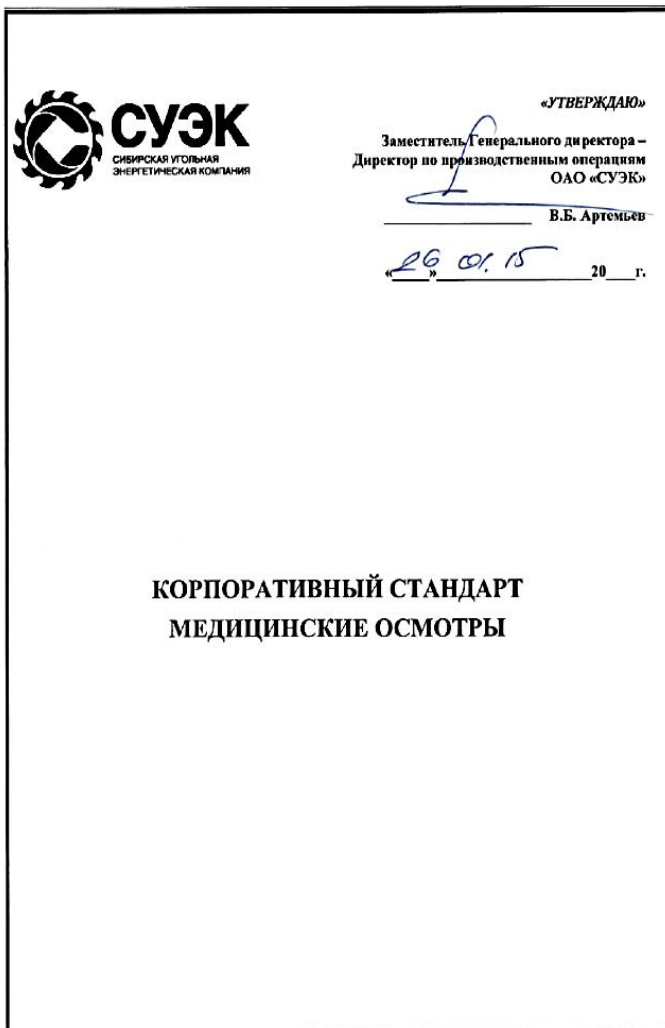 СУЭК
СИБИРСКАЯ УГОЛЬНАЯ
ЭНЕРГЕТИЧЕСКАЯ КОМПАНИЯ
«УТВЕРЖДАЮ»
Заместитель Генерального директора –
Директор по производственным операциям
ОАО «СУЭК»
В.Б. Артемьев
«26» 01. 15 20 г.
КОРПОРАТИВНЫЙ СТАНДАРТ
МЕДИЦИНСКИЕ ОСМОТРЫ